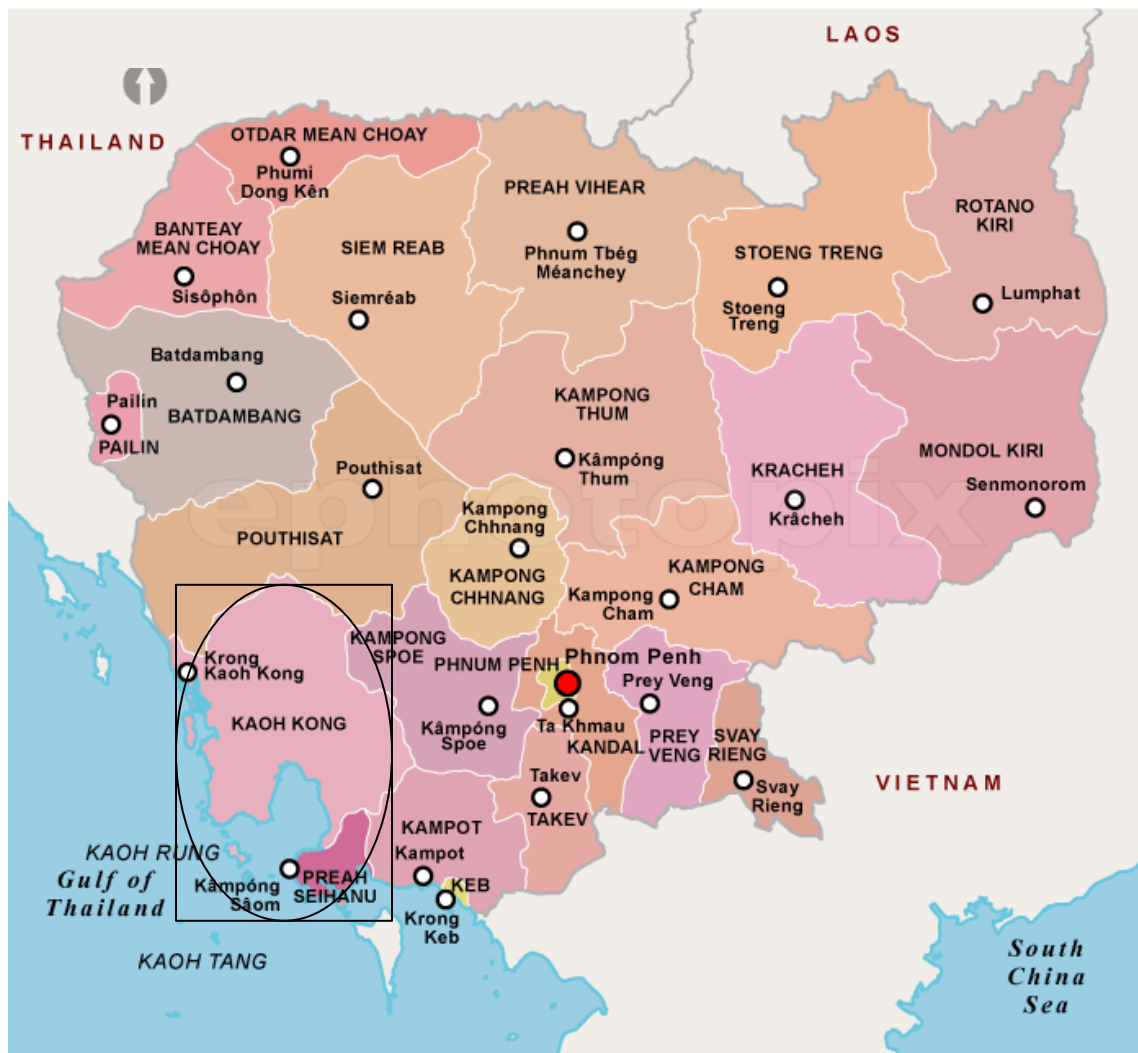 LAOS
THAILAND
OTDAR MEAN CHOAY
Phumi
Dong Kên
PREAH VIHEAR
BANTEAY
MEAN CHOAY
SIEM REAB
ROTANO
KIRI
STOENG TRENG
Phnum Tbég
Méanchey
Sisôphôn
Siemréab
Stoeng
Treng
Lumphat
Batdambang
Pailin
BATDAMBANG
PAILIN
KAMPONG
THUM
Kâmpóng
Thum
Pouthisat
KRACHEH
MONDOL KIRI
Senmonorom
Krâcheh
ephotopix
Kampong
Chhnang
POUTHISAT
KAMPONG
CHHNANG
KAMPONG
CHAM
Kampong
Cham
KAMPONG
SPOE
PHNUM PENH
Phnom Penh
Krong
Kaoh Kong
Prey Veng
KAOH KONG
Kâmpóng
Spoe
Ta Khmau
KANDAL
PREY
VENG
SVAY
RIENG
Takev
TAKEV
Svay
Rieng
VIETNAM
KAMPOT
Kampot
KAOH RUNG
Gulf of
Thailand
Kâmpóng
Sâom
PREAH
SEIHANU
KEB
Krong
Keb
KAOH TANG
South
China
Sea